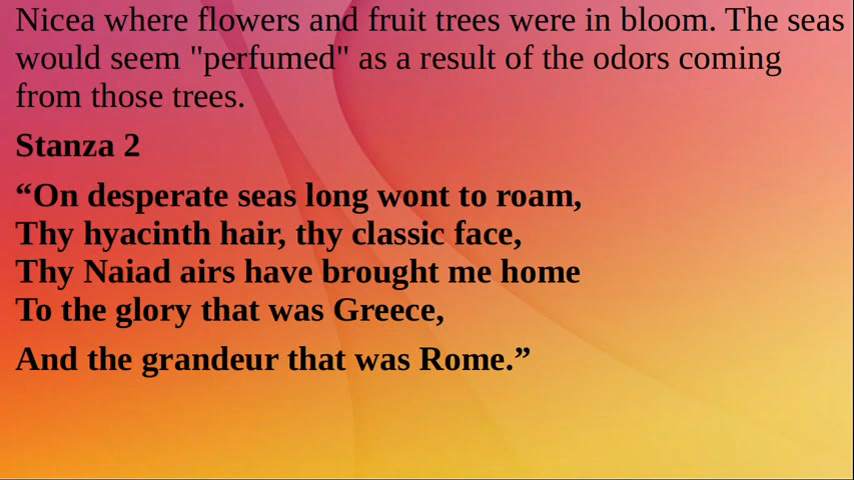 Nicea where flowers and fruit trees were in bloom. The seas
would seem "perfumed" as a result of the odors coming
from those trees.
Stanza 2
“On desperate seas long wont to roam,
Thy hyacinth hair, thy classic face,
Thy Naiad airs have brought me home
To the glory that was Greece,
And the grandeur that was Rome.”